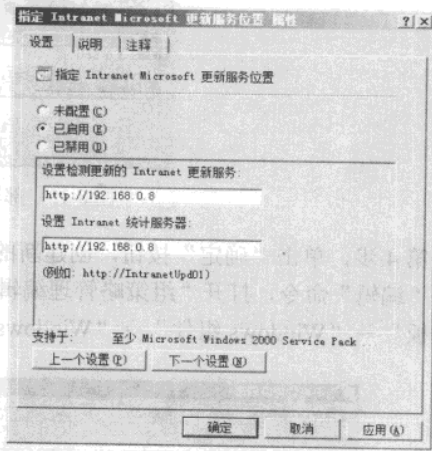 指定 Intranet Microsoft 更新服务位置 属性
设置 说明 注释
指定 Intranet Microsoft 更新服务位置
未配置(C)
已启用(E)
已禁用(D)
设置检测更新的 Intranet 更新服务:
http://192.168.0.8
设置 Intranet 统计服务器:
http://192.168.0.8
(例如: http://IntranetUpd01)
支持于: 至少 Microsoft Windows 2000 Service Pack
上一个设置(P) 下一个设置(N)
确定 取消 应用(A)